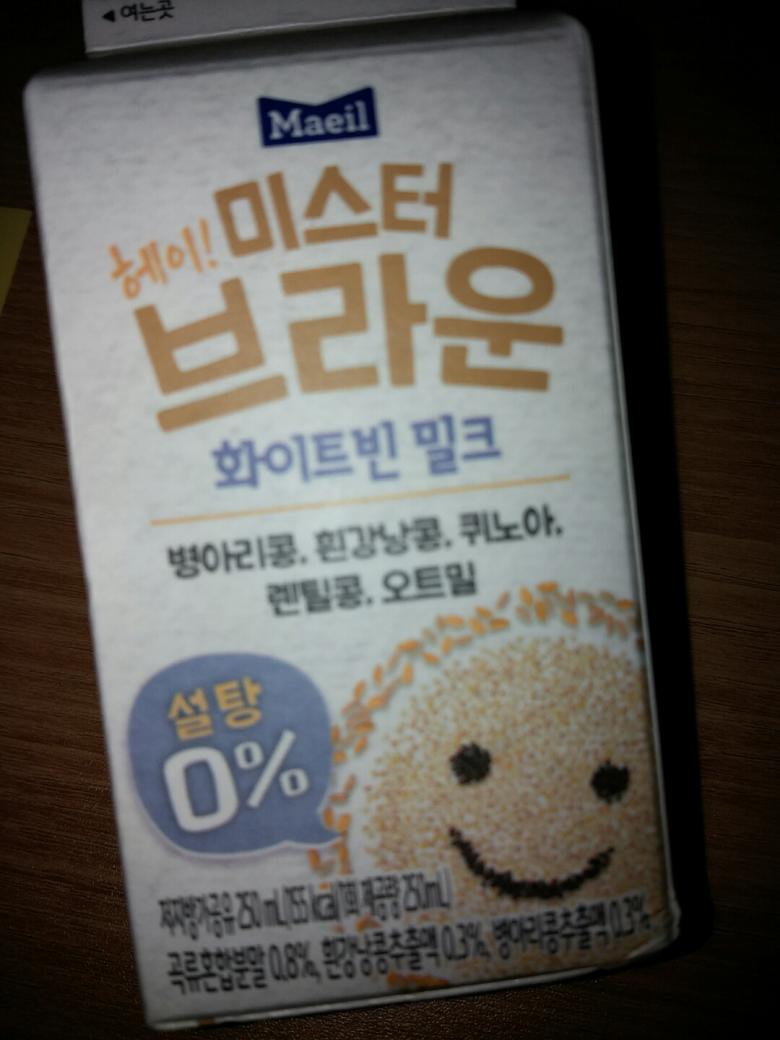 ◀ 여는곳
Maeil
헤이! 미스터
브라운
화이트빈 밀크
병아리콩, 흰강낭콩, 퀴노아,
렌틸콩, 오트밀
설탕
0%
저지방가공유 250 mL(155 kcal)(1회 제공량 250mL)
곡류혼합분말 0.8%, 흰강낭콩추출액 0.3%, 병아리콩추출액 0.3%